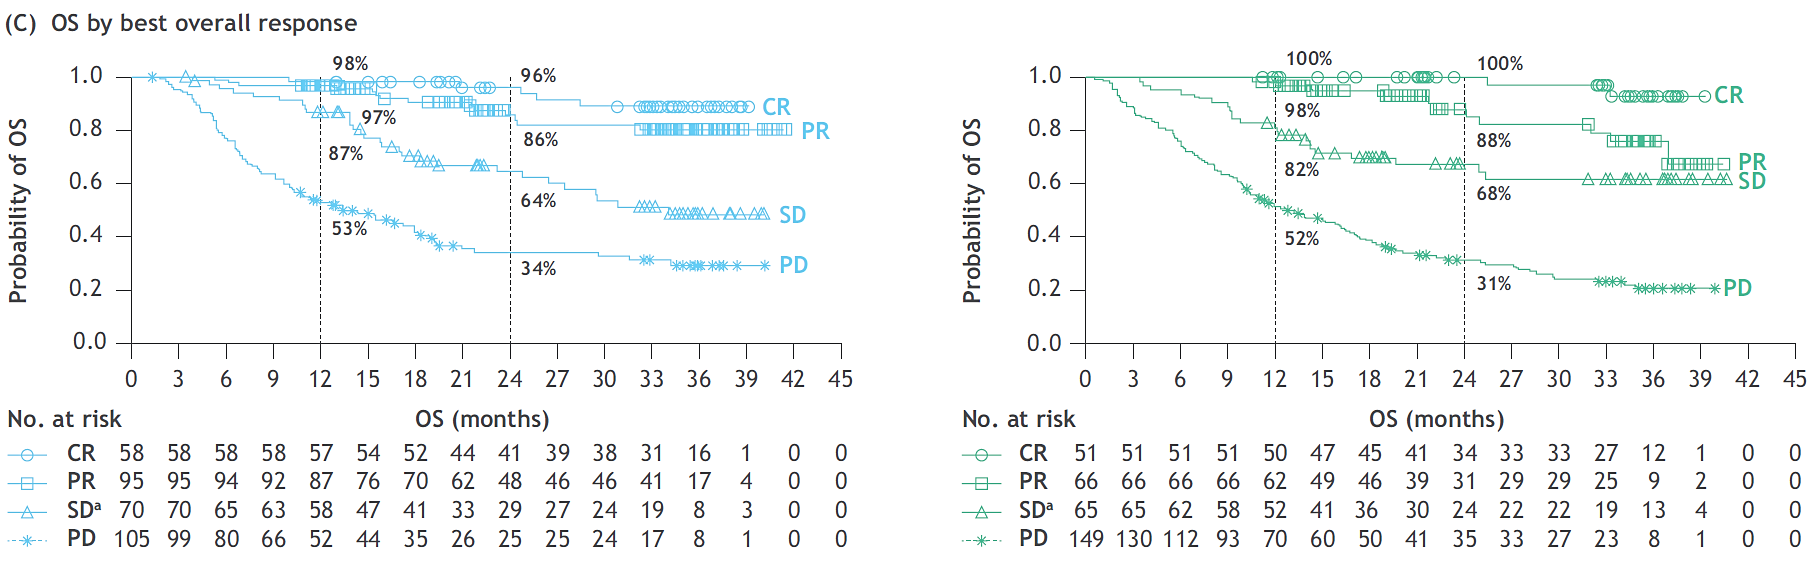 (C) OS by best overall response
Probability of OS
1.0
0.8
0.6
0.4
0.2
0.0
98%
96%
97%
86%
87%
64%
53%
34%
CR
PR
SD
PD
0 3 6 9 12 15 18 21 24 27 30 33 36 39 42 45
No. at risk OS (months)
CR 58 58 58 58 57 54 52 44 41 39 38 31 16 1 0 0
PR 95 95 94 92 87 76 70 62 48 46 46 41 17 4 0 0
SDa 70 70 65 63 58 47 41 33 29 27 24 19 8 3 0 0
PD 105 99 80 66 52 44 35 26 25 25 24 17 8 1 0 0
Probability of OS
1.0
0.8
0.6
0.4
0.2
0.0
100%
100%
98%
88%
82%
68%
52%
31%
CR
PR
SD
PD
0 3 6 9 12 15 18 21 24 27 30 33 36 39 42 45
No. at risk OS (months)
CR 51 51 51 51 50 47 45 41 34 33 33 27 12 1 0 0
PR 66 66 66 66 62 49 46 39 31 29 29 25 9 2 0 0
SDa 65 65 62 58 52 41 36 30 24 22 22 19 13 4 0 0
PD 149 130 112 93 70 60 50 41 35 33 27 23 8 1 0 0